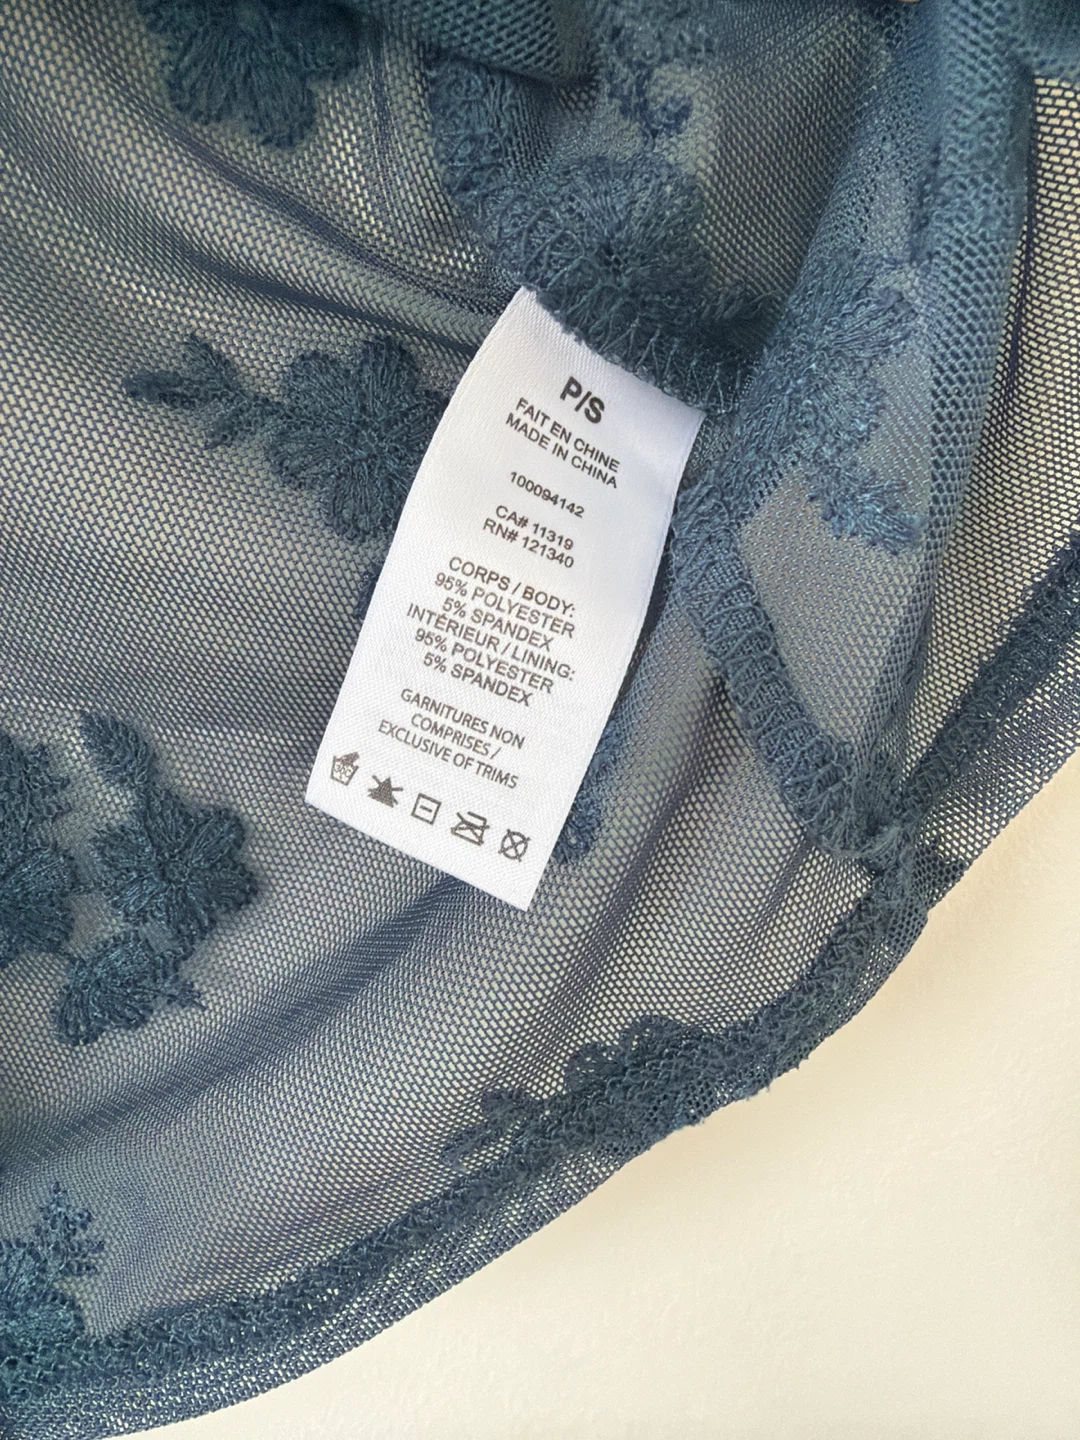 P/S
FAIT EN CHINE
MADE IN CHINA
100094142
CA# 11319
RN# 121340
CORPS / BODY:
95% POLYESTER
5% SPANDEX
INTÉRIEUR / LINING:
95% POLYESTER
5% SPANDEX
GARNITURES NON
COMPRISES /
EXCLUSIVE OF TRIMS